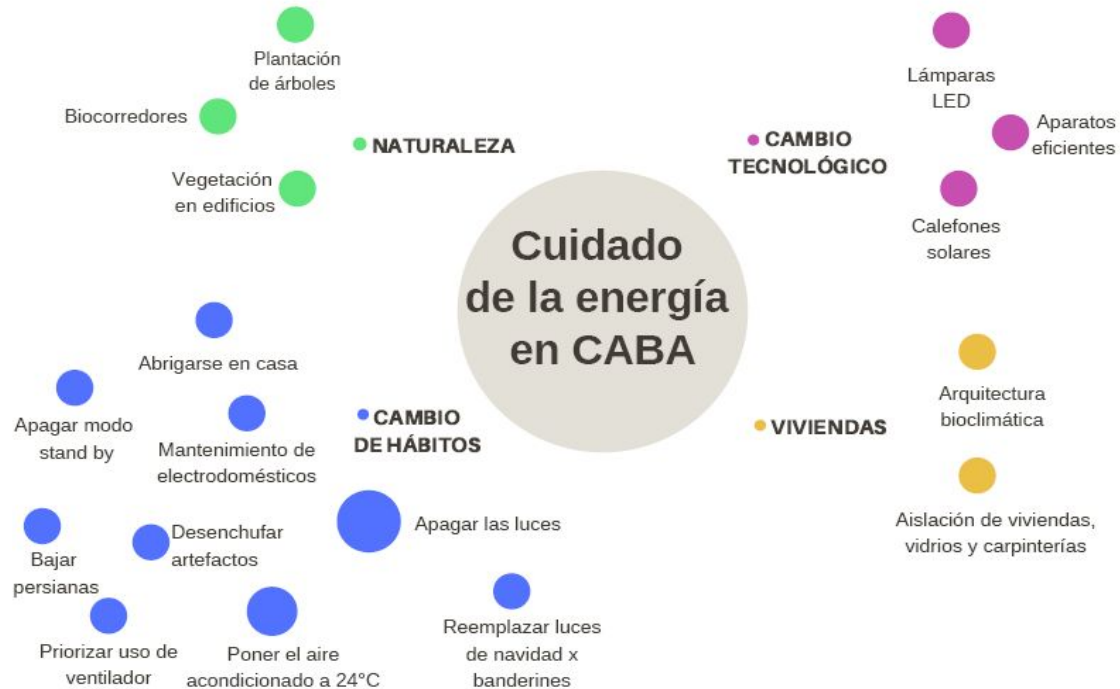 Plantación
de árboles
Biocorredores
Vegetación
en edificios
NATURALEZA
CAMBIO
TECNOLÓGICO
Lámparas
LED
Aparatos
eficientes
Calefones
solares
Cuidado
de la energía
en CABA
Abrigarse en casa
Apagar modo
stand by
Mantenimiento de
electrodomésticos
CAMBIO
DE HÁBITOS
Bajar
persianas
Desenchufar
artefactos
Apagar las luces
Priorizar uso de
ventilador
Poner el aire
acondicionado a 24°C
Reemplazar luces
de navidad x
banderines
VIVIENDAS
Arquitectura
bioclimática
Aislación de viviendas,
vidrios y carpinterías